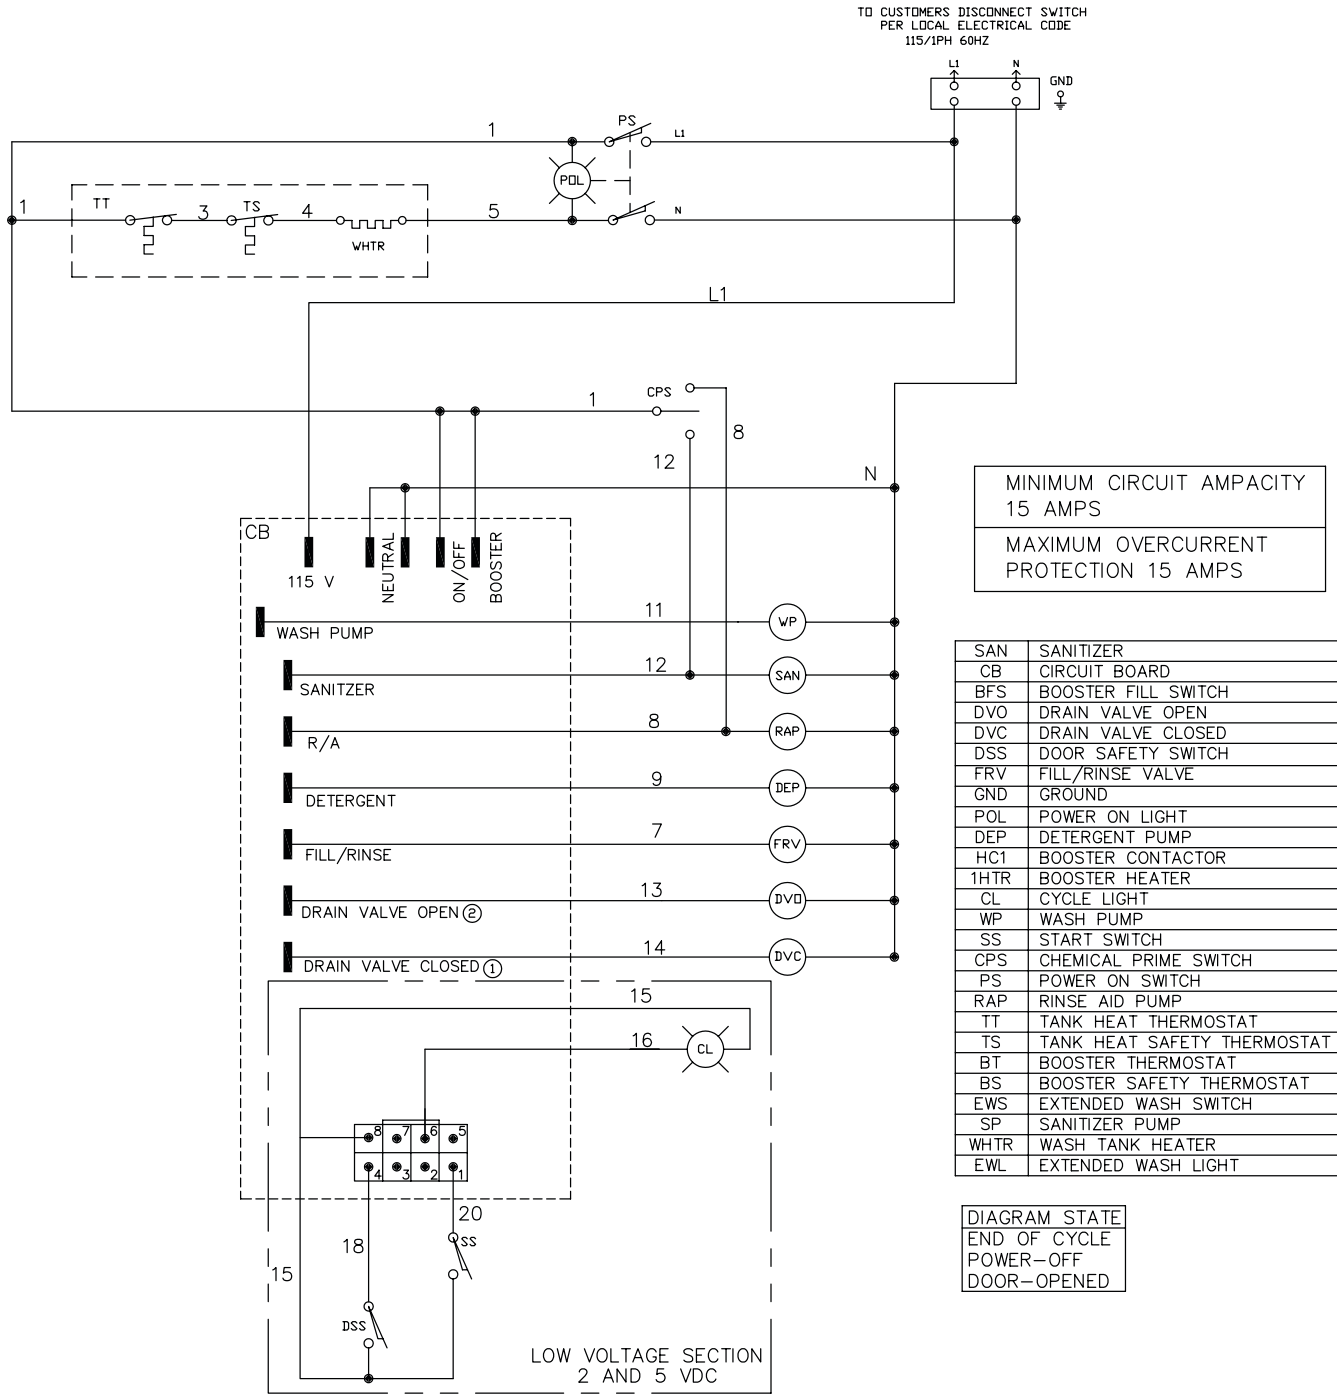 TO CUSTOMERS DISCONNECT SWITCH
PER LOCAL ELECTRICAL CODE
115/1PH 60HZ
L1 N GND
1 PS L1
POL
1 TT 3 TS 4 5 N
WHTR
L1
1 CPS
8
12
N
CB
115 V
NEUTRAL
ON/OFF
BOOSTER
WASH PUMP 11 WP
SANITZER 12 SAN
R/A 8 RAP
DETERGENT 9 DEP
FILL/RINSE 7 FRV
DRAIN VALVE OPEN 2 13 DVO
DRAIN VALVE CLOSED 1 14 DVC
15
16 CL
8 7 6 5
4 3 2 1
20
18 SS
15
DSS
LOW VOLTAGE SECTION
2 AND 5 VDC
MINIMUM CIRCUIT AMPACITY
15 AMPS
MAXIMUM OVERCURRENT
PROTECTION 15 AMPS
SAN SANITIZER
CB CIRCUIT BOARD
BFS BOOSTER FILL SWITCH
DVO DRAIN VALVE OPEN
DVC DRAIN VALVE CLOSED
DSS DOOR SAFETY SWITCH
FRV FILL/RINSE VALVE
GND GROUND
POL POWER ON LIGHT
DEP DETERGENT PUMP
HC1 BOOSTER CONTACTOR
1HTR BOOSTER HEATER
CL CYCLE LIGHT
WP WASH PUMP
SS START SWITCH
CPS CHEMICAL PRIME SWITCH
PS POWER ON SWITCH
RAP RINSE AID PUMP
TT TANK HEAT THERMOSTAT
TS TANK HEAT SAFETY THERMOSTAT
BT BOOSTER THERMOSTAT
BS BOOSTER SAFETY THERMOSTAT
EWS EXTENDED WASH SWITCH
SP SANITIZER PUMP
WHTR WASH TANK HEATER
EWL EXTENDED WASH LIGHT
DIAGRAM STATE
END OF CYCLE
POWER-OFF
DOOR-OPENED